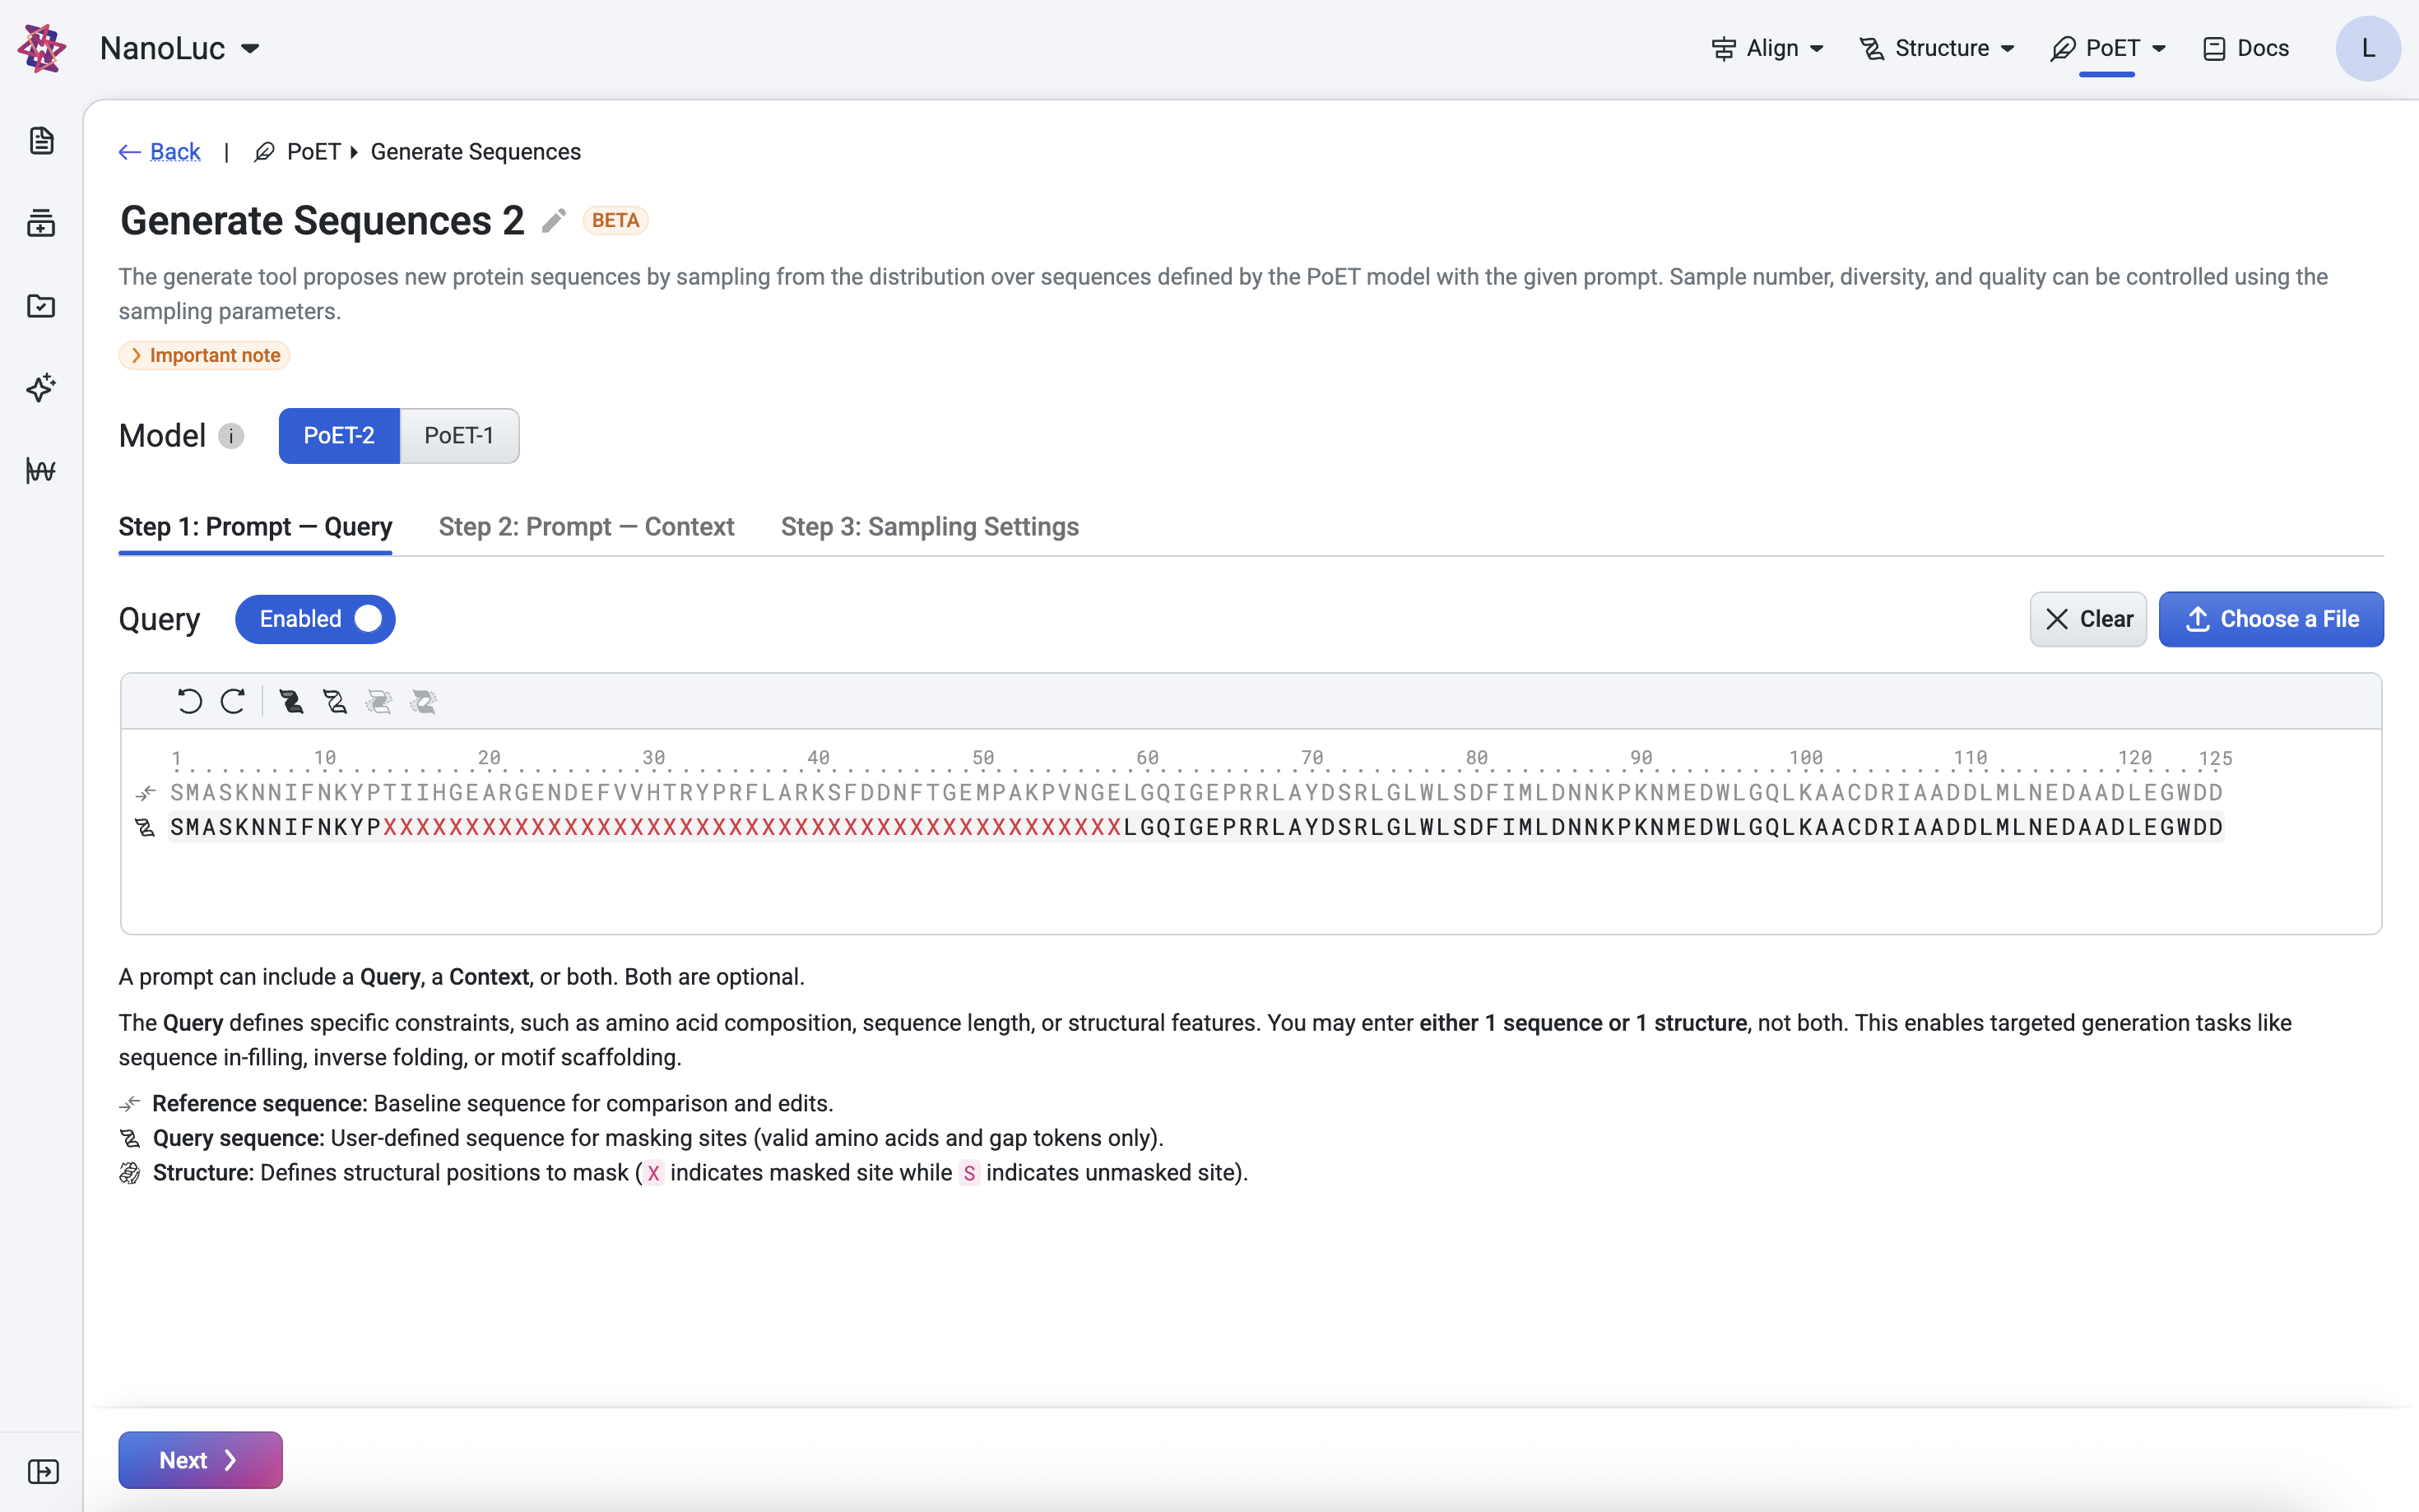 NanoLuc
Align
Structure
PoET
Docs
L
Back | PoET Generate Sequences
Generate Sequences 2 BETA
The generate tool proposes new protein sequences by sampling from the distribution over sequences defined by the PoET model with the given prompt. Sample number, diversity, and quality can be controlled using the
sampling parameters.
Important note
Model i PoET-2 PoET-1
Step 1: Prompt — Query Step 2: Prompt — Context Step 3: Sampling Settings
Query Enabled Clear Choose a File
1 10 20 30 40 50 60 70 80 90 100 110 120 125
SMASKNNIFNKYPTIIHGEARGENDEFVVHTRYPRFLARKSFDDNFTGEMPAKPVNGELGQIGEPRRLAYDSRLGLWLSDFIMLDNNKPKNMEDWLGQLKAACDRIAADDLMLNEDAADLEGWDD
SMASKNNIFNKYPXXXXXXXXXXXXXXXXXXXXXXXXXXXXXXXXXXXXXXXXXXXXXLGQIGEPRRLAYDSRLGLWLSDFIMLDNNKPKNMEDWLGQLKAACDRIAADDLMLNEDAADLEGWDD
A prompt can include a Query, a Context, or both. Both are optional.
The Query defines specific constraints, such as amino acid composition, sequence length, or structural features. You may enter either 1 sequence or 1 structure, not both. This enables targeted generation tasks like
sequence in-filling, inverse folding, or motif scaffolding.
Reference sequence: Baseline sequence for comparison and edits.
Query sequence: User-defined sequence for masking sites (valid amino acids and gap tokens only).
Structure: Defines structural positions to mask ( X indicates masked site while S indicates unmasked site).
Next